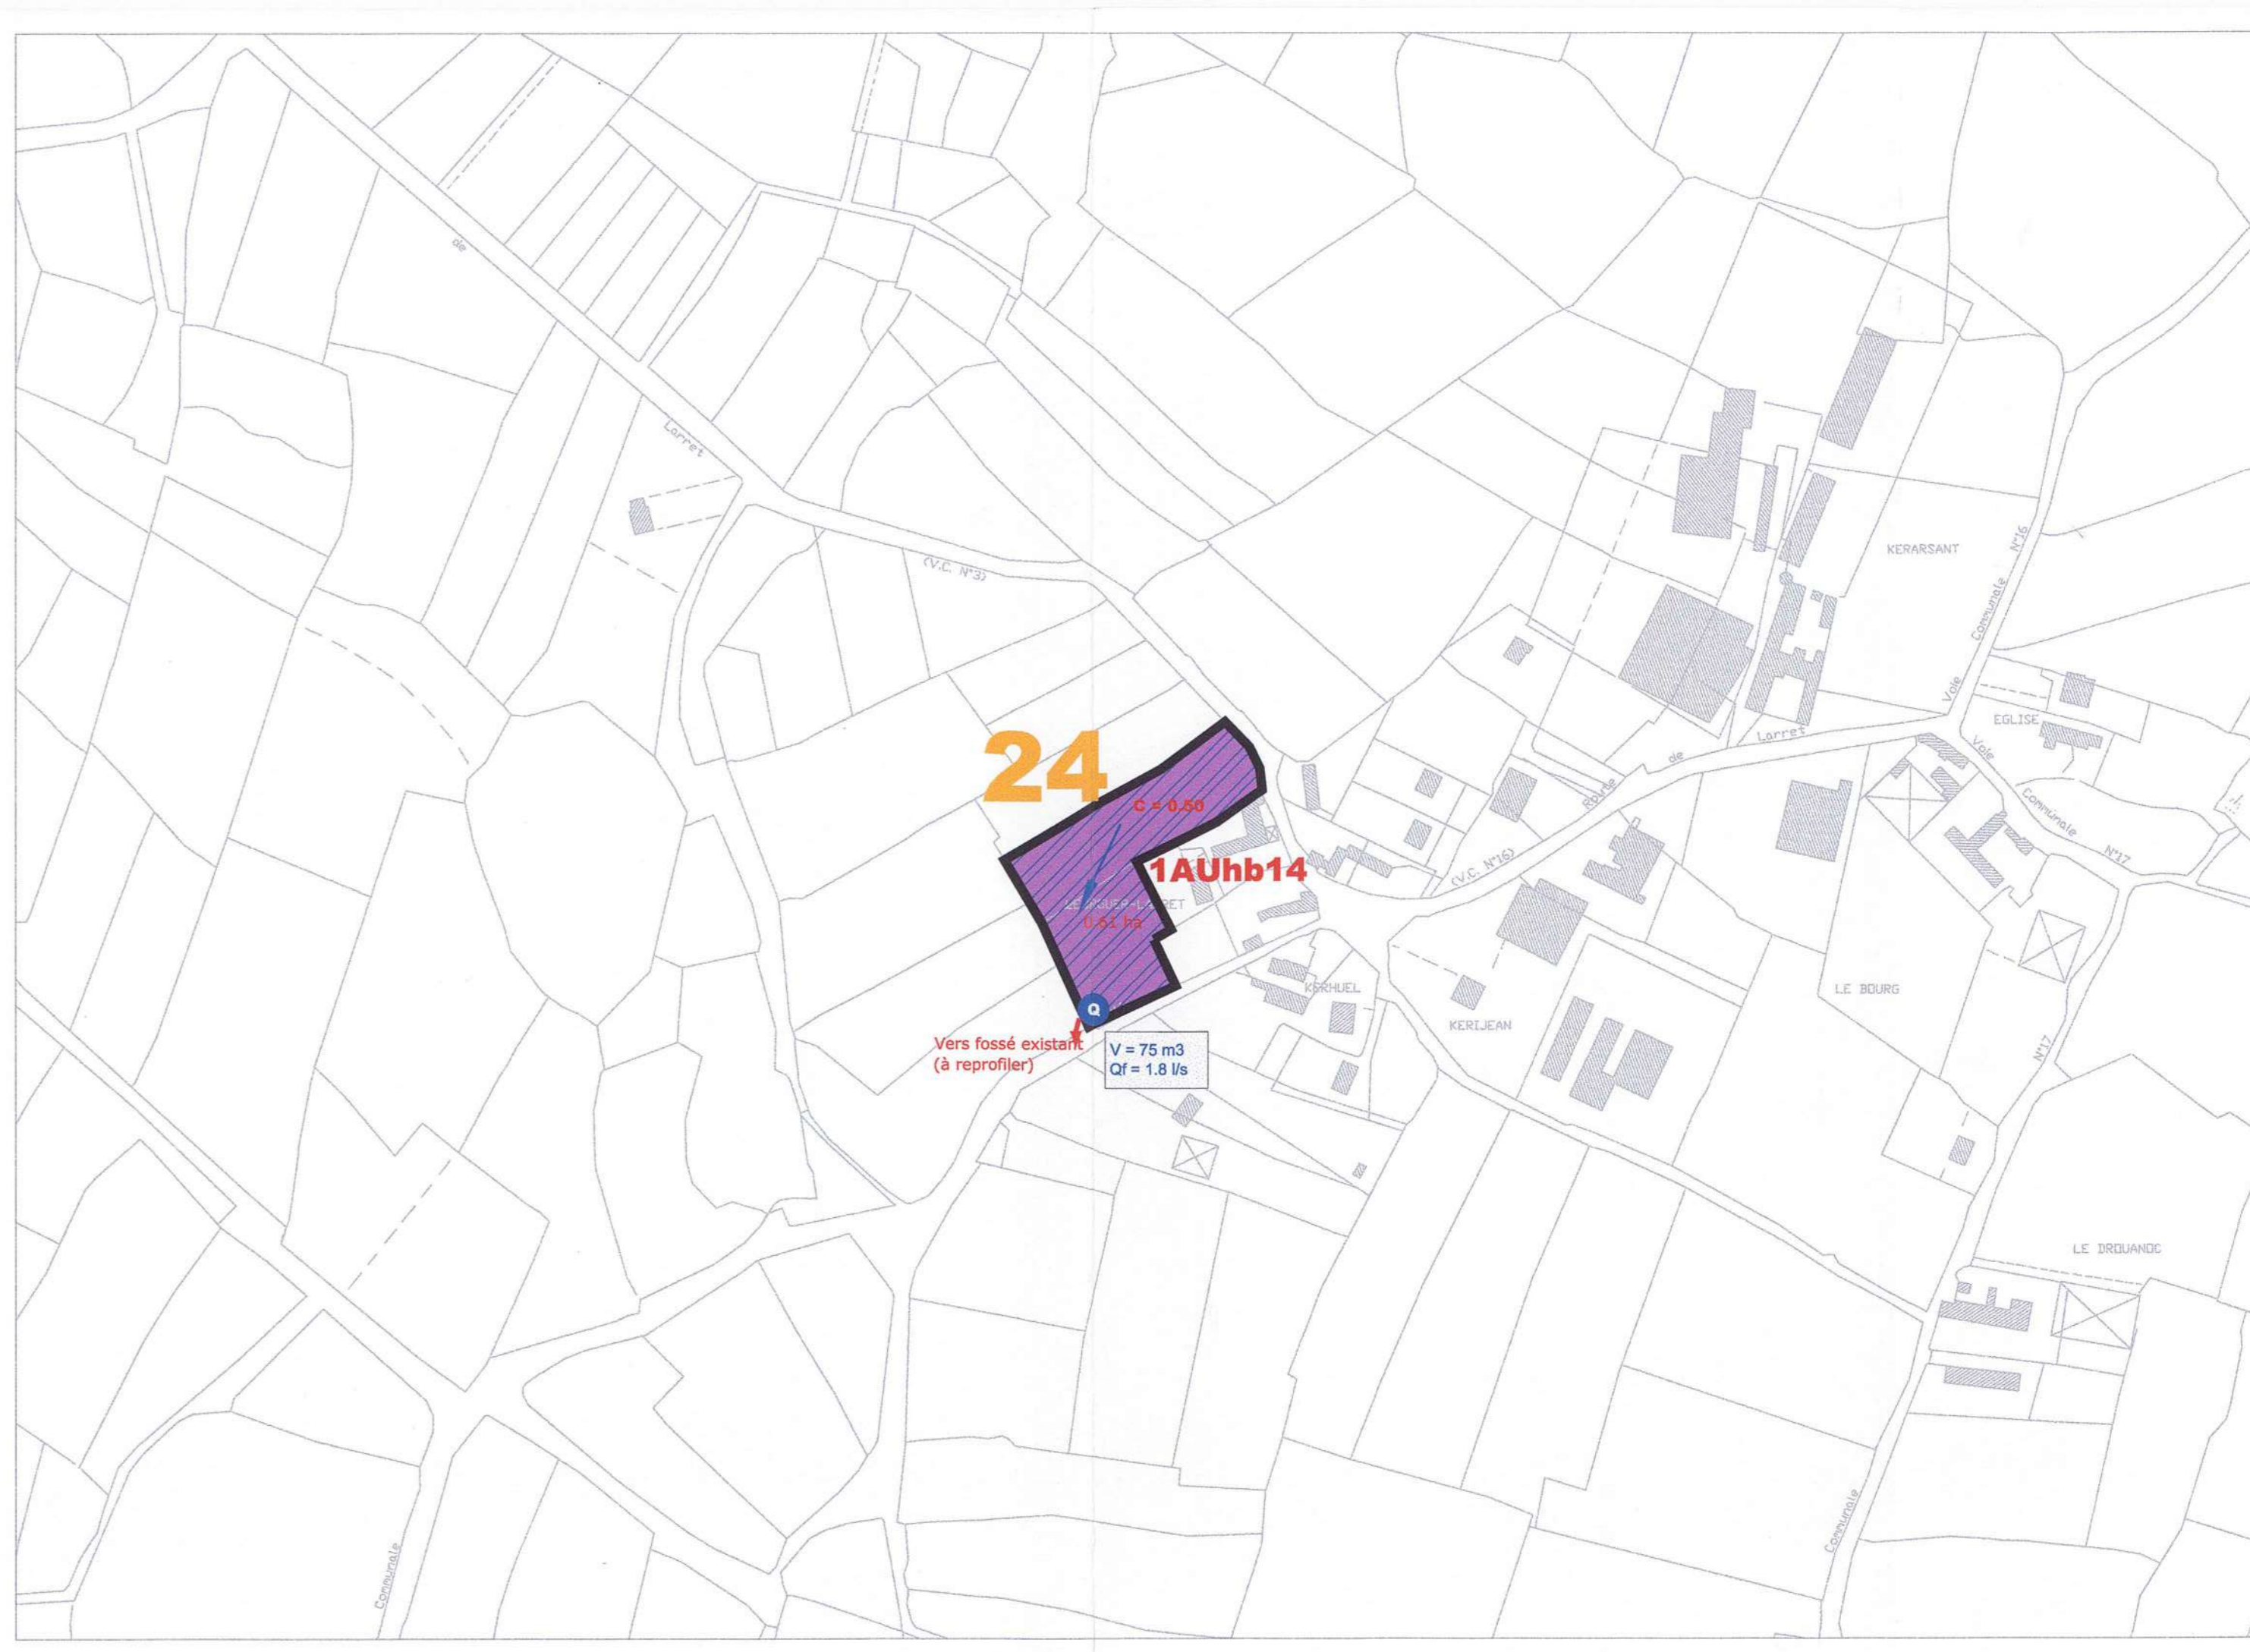 de
Larret
(V.C. N°3)
KERARSANT
N°16
Communale
Voie
EGLISE
Larret
de
Route
(V.C. N°16)
Voie
Communale
N°17
24
C = 0.50
1AUhb14
0.61 ha
Q
Vers fossé existant
(à reprofiler)
V = 75 m3
Qf = 1.8 l/s
KERHUEL
KERIJEAN
LE BOURG
N°17
LE DROUANOC
Communale
Communale